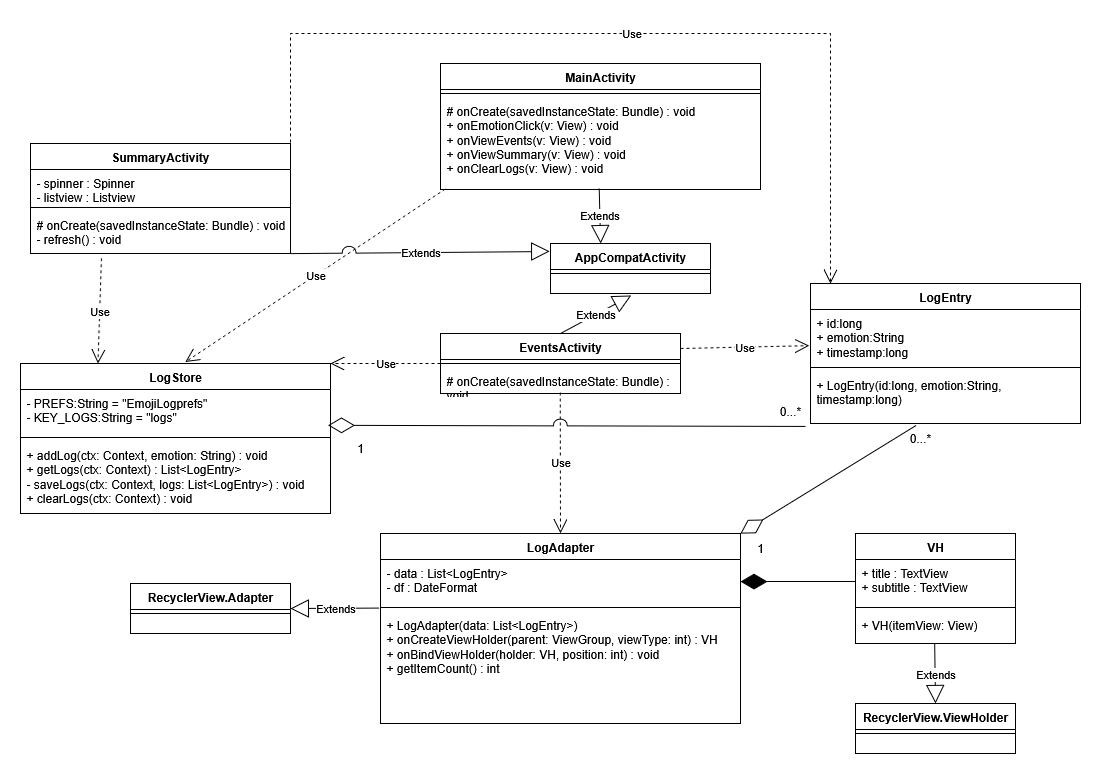 Use
MainActivity
# onCreate(savedInstanceState: Bundle) : void
+ onEmotionClick(v: View) : void
+ onViewEvents(v: View) : void
+ onViewSummary(v: View) : void
+ onClearLogs(v: View) : void
SummaryActivity
- spinner : Spinner
- listview : Listview
# onCreate(savedInstanceState: Bundle) : void
- refresh() : void
Extends
Extends
AppCompatActivity
Use
Use
Extends
LogEntry
+ id:long
+ emotion:String
+ timestamp:long
+ LogEntry(id:long, emotion:String,
timestamp:long)
EventsActivity
# onCreate(savedInstanceState: Bundle) :
void
Use
Use
LogStore
- PREFS:String = "EmojiLogprefs"
- KEY_LOGS:String = "logs"
+ addLog(ctx: Context, emotion: String) : void
+ getLogs(ctx: Context) : List<LogEntry>
- saveLogs(ctx: Context, logs: List<LogEntry>) : void
+ clearLogs(ctx: Context) : void
0...*
1
0...*
Use
1
LogAdapter
- data : List<LogEntry>
- df : DateFormat
+ LogAdapter(data: List<LogEntry>)
+ onCreateViewHolder(parent: ViewGroup, viewType: int) : VH
+ onBindViewHolder(holder: VH, position: int) : void
+ getItemCount() : int
VH
+ title : TextView
+ subtitle : TextView
+ VH(itemView: View)
RecyclerView.Adapter
Extends
Extends
RecyclerView.ViewHolder